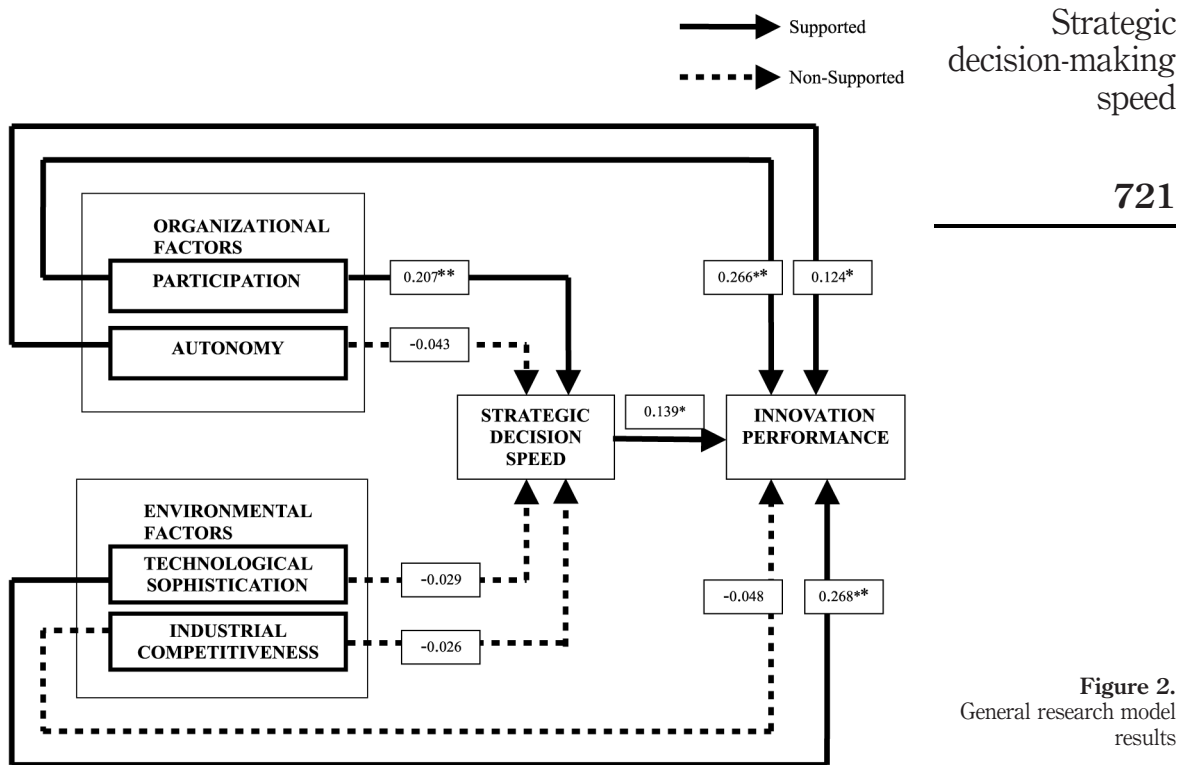 Supported
Non-Supported
Strategic
decision-making
speed
721
ORGANIZATIONAL
FACTORS
PARTICIPATION
0.207**
0.266**
0.124*
AUTONOMY
-0.043
STRATEGIC
DECISION
SPEED
0.139*
INNOVATION
PERFORMANCE
ENVIRONMENTAL
FACTORS
TECHNOLOGICAL
SOPHISTICATION
-0.029
-0.048
0.268**
INDUSTRIAL
COMPETITIVENESS
-0.026
Figure 2.
General research model
results